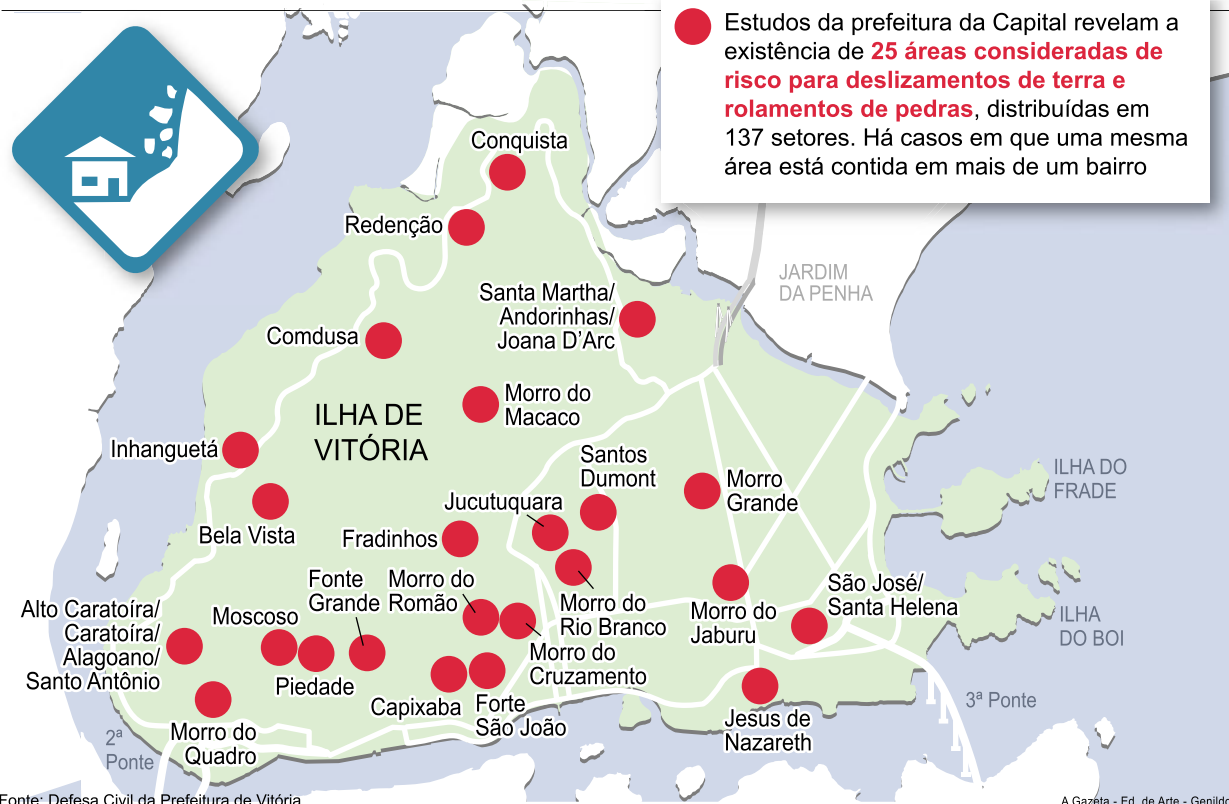 Estudos da prefeitura da Capital revelam a
existência de 25 áreas consideradas de
risco para deslizamentos de terra e
rolamentos de pedras, distribuídas em
137 setores. Há casos em que uma mesma
área está contida em mais de um bairro
Conquista
Redenção
JARDIM
DA PENHA
Santa Martha/
Andorinhas/
Joana D'Arc
Comdusa
Morro do
Macaco
ILHA DE
VITÓRIA
Inhanguetá
Santos
Dumont
Morro
Grande
ILHA DO
FRADE
Jucutuquara
Bela Vista
Fradinhos
Fonte
Grande
Morro do
Romão
São José/
Santa Helena
Alto Caratoíra/
Caratoíra/
Alagoano/
Santo Antônio
Moscoso
Morro do
Rio Branco
Morro do
Jaburu
ILHA
DO BOI
Piedade
Morro do
Cruzamento
Capixaba
Forte
São João
3ª Ponte
Jesus de
Nazareth
Morro do
Quadro
2ª
Ponte
Fonte: Defesa Civil da Prefeitura de Vitória
A Gazeta - Ed. de Arte - Genildo